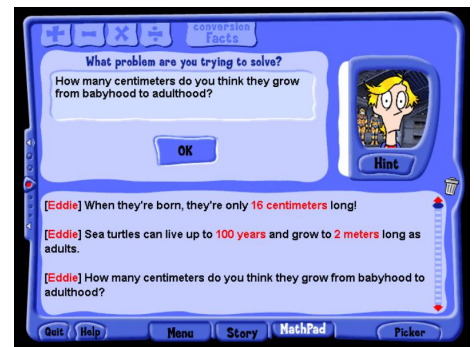 + - x ÷
conversion
Facts
What problem are you trying to solve?
How many centimeters do you think they grow
from babyhood to adulthood?
OK
Hint
[Eddie] When they're born, they're only 16 centimeters long!
[Eddie] Sea turtles can live up to 100 years and grow to 2 meters long as
adults.
[Eddie] How many centimeters do you think they grow from babyhood to
adulthood?
Quit Help Menu Story MathPad Picker